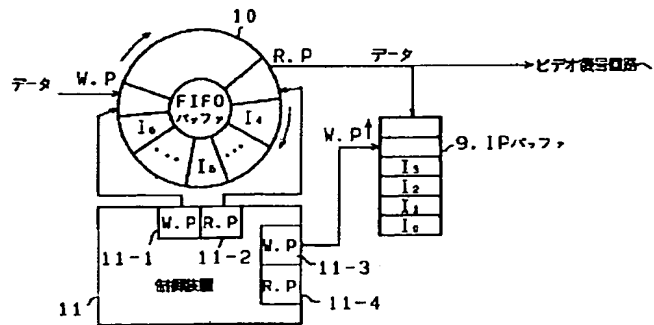 10
R.P
データ
ビデオ復号回路へ
W.P
データ
FIFO
バッファ
I₆
I₄
...
I₅
...
W.P↑
9. IPバッファ
I₃
I₂
I₁
I₀
W.P
R.P
11-1
11-2
W.P
11-3
R.P
11-4
制御装置
11